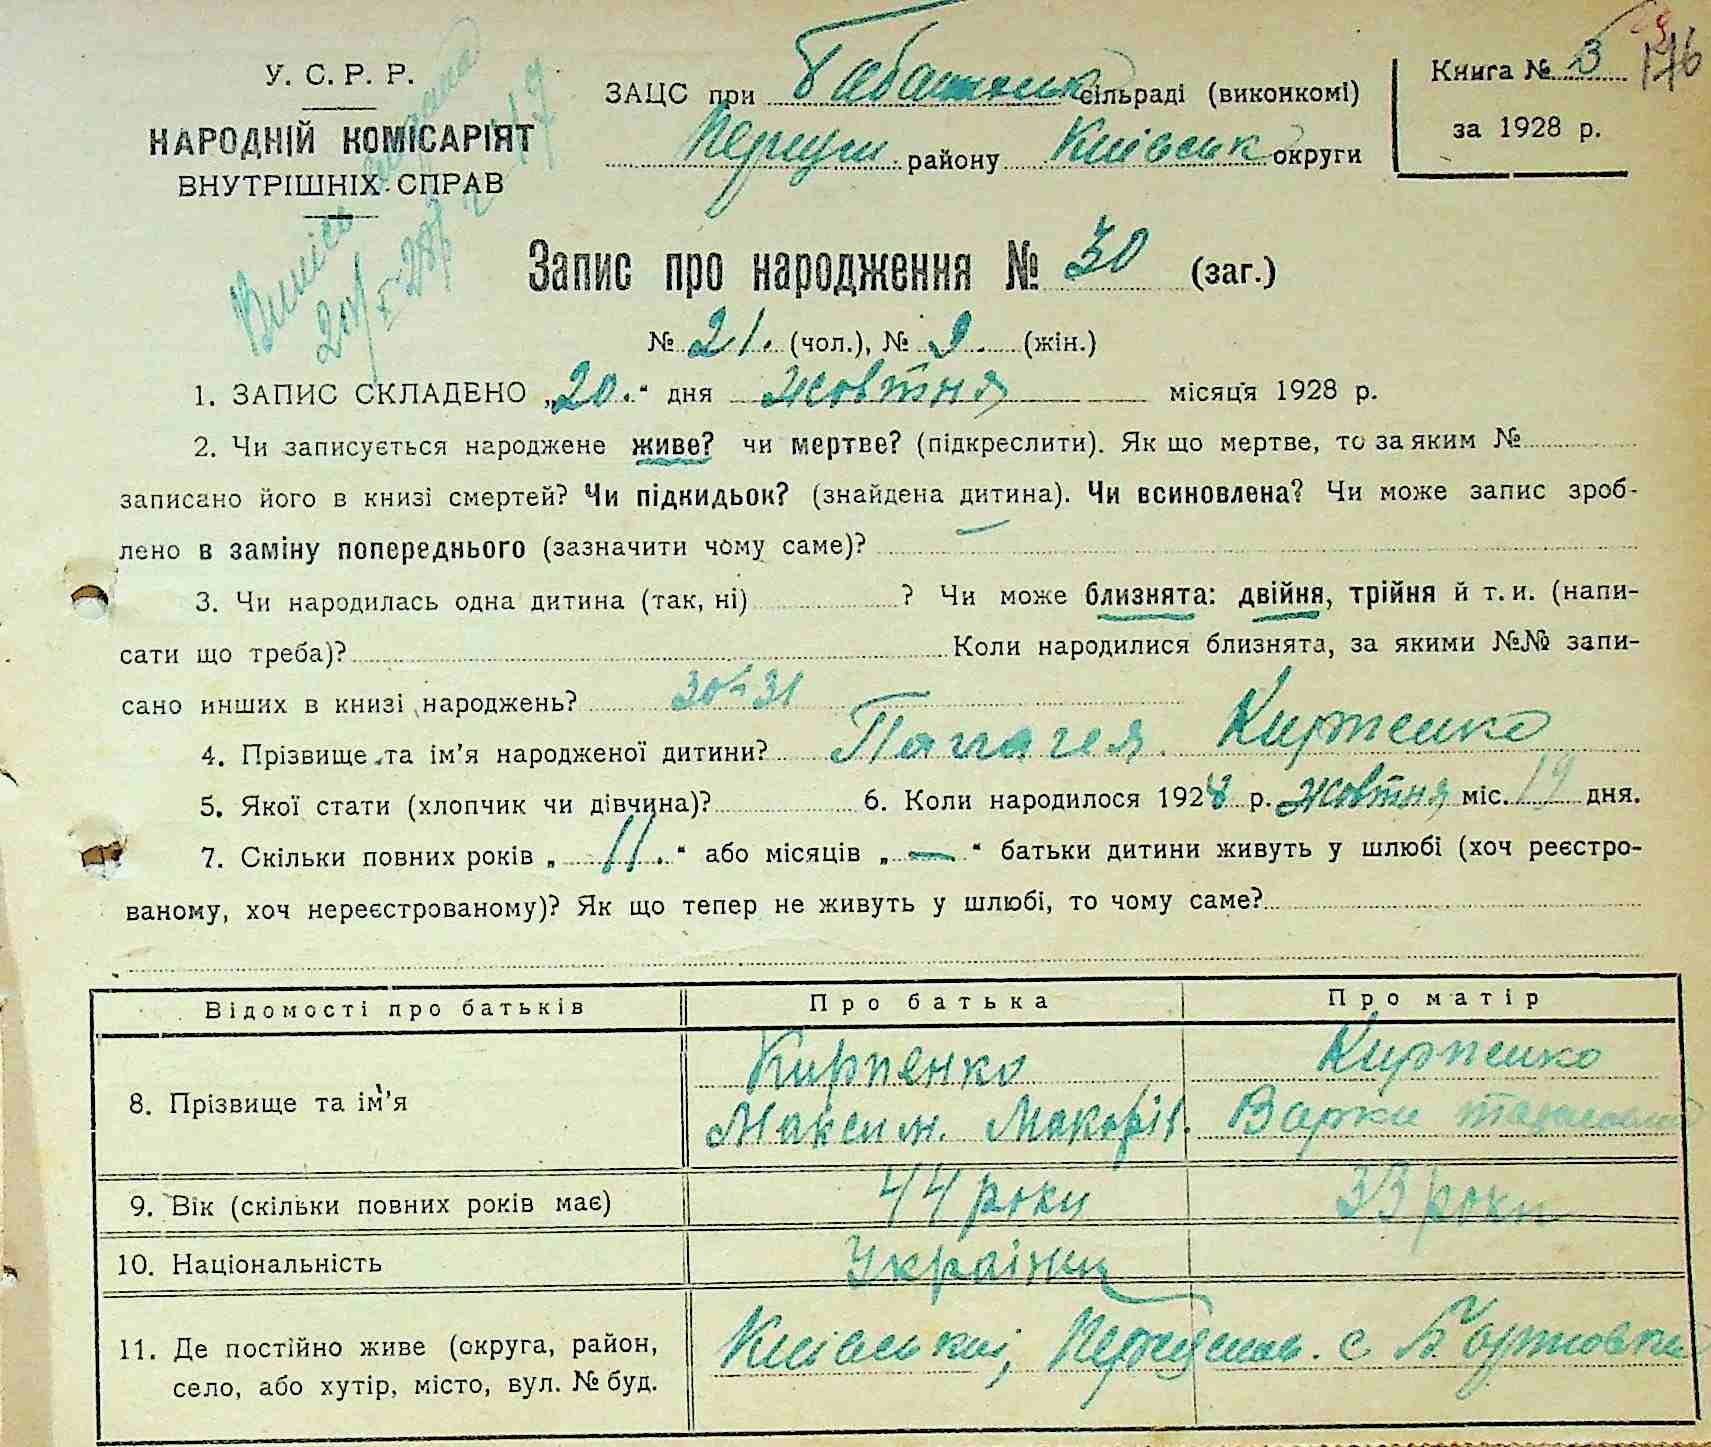 У. С. Р. Р.
НАРОДНІЙ КОМІСАРІЯТ
ВНУТРІШНІХ СПРАВ
ЗАЦС при сільраді (виконкомі)
району Київськ округи
Книга № 3 176
за 1928 р.
Запис про народження № 30 (заг.)
№ 21. (чол.), № 9. (жін.)
1. ЗАПИС СКЛАДЕНО „20.“ дня жовтня місяця 1928 р.
2. Чи записується народжене живе? чи мертве? (підкреслити). Як що мертве, то за яким №
записано його в книзі смертей? Чи підкидьок? (знайдена дитина). Чи всиновлена? Чи може запис зроб-
лено в заміну попереднього (зазначити чому саме)? —
3. Чи народилась одна дитина (так, ні) ? Чи може близнята: двійня, трійня й т. и. (напи-
сати що треба)? Коли народилися близнята, за якими №№ запи-
сано инших в книзі народжень? 30-31
4. Прізвище та ім’я народженої дитини?
5. Якої стати (хлопчик чи дівчина)? 6. Коли народилося 1928 р. жовтня міс. 19 дня.
7. Скільки повних років „ 11. “ або місяців „ — “ батьки дитини живуть у шлюбі (хоч реєстро-
ваному, хоч нереєстрованому)? Як що тепер не живуть у шлюбі, то чому саме?
Відомості про батьків Про батька Про матір
8. Прізвище та ім’я Кирпенко Кирпенко
Максим. Макарів. Варка
9. Вік (скільки повних років має) 44 роки 33 роки
10. Національність Українці
11. Де постійно живе (округа, район,
село, або хутір, місто, вул. № буд. Київської, с